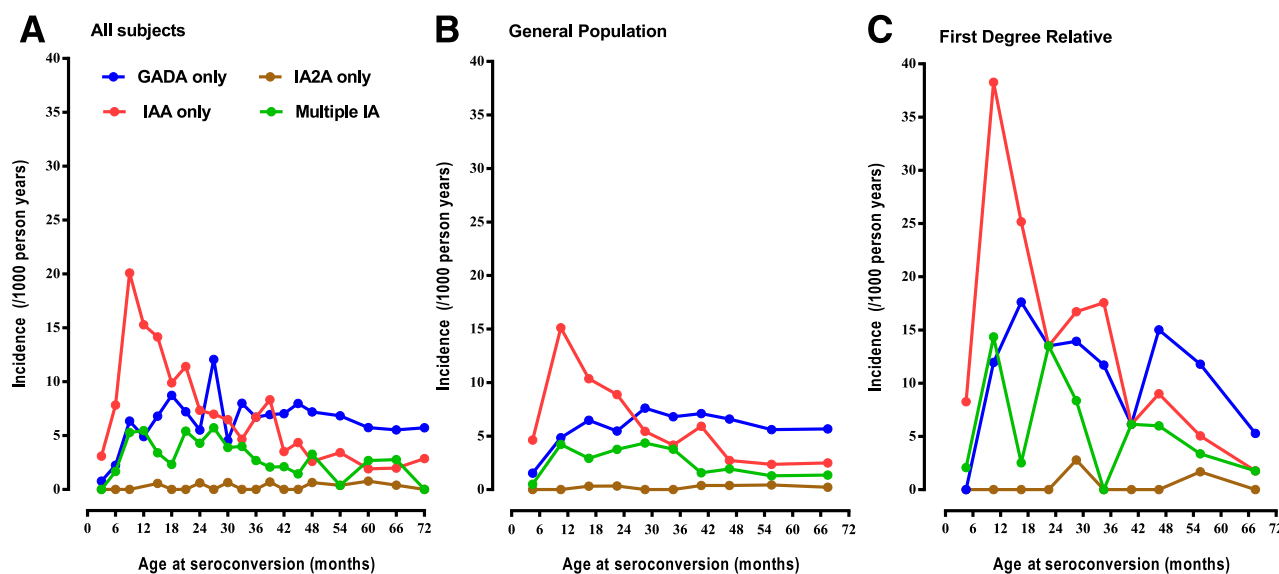 A
All subjects
40
35
30
25
20
15
10
5
0
Incidence (/1000 person years)
GADA only
IA2A only
IAA only
Multiple IA
0 6 12 18 24 30 36 42 48 54 60 66 72
Age at seroconversion (months)
B
General Population
40
35
30
25
20
15
10
5
0
Incidence (/1000 person years)
0 6 12 18 24 30 36 42 48 54 60 66 72
Age at seroconversion (months)
C
First Degree Relative
40
35
30
25
20
15
10
5
0
Incidence (/1000 person years)
0 6 12 18 24 30 36 42 48 54 60 66 72
Age at seroconversion (months)